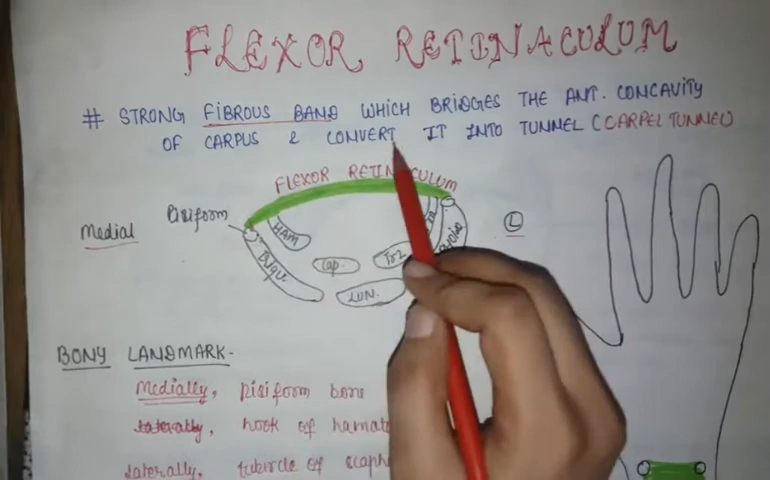 FLEXOR RETINACULUM
# STRONG FIBROUS BAND WHICH BRIDGES THE ANT. CONCAVITY
OF CARPUS & CONVERT IT INTO TUNNEL (CARPEL TUNNEL)
FLEXOR RETINACULUM
Medial
Pisiform
HAM
Cap.
LUN.
L
BONY LANDMARK-
Medially, pisiform bone
laterally, hook of hamat
laterally, tubircle of scaph